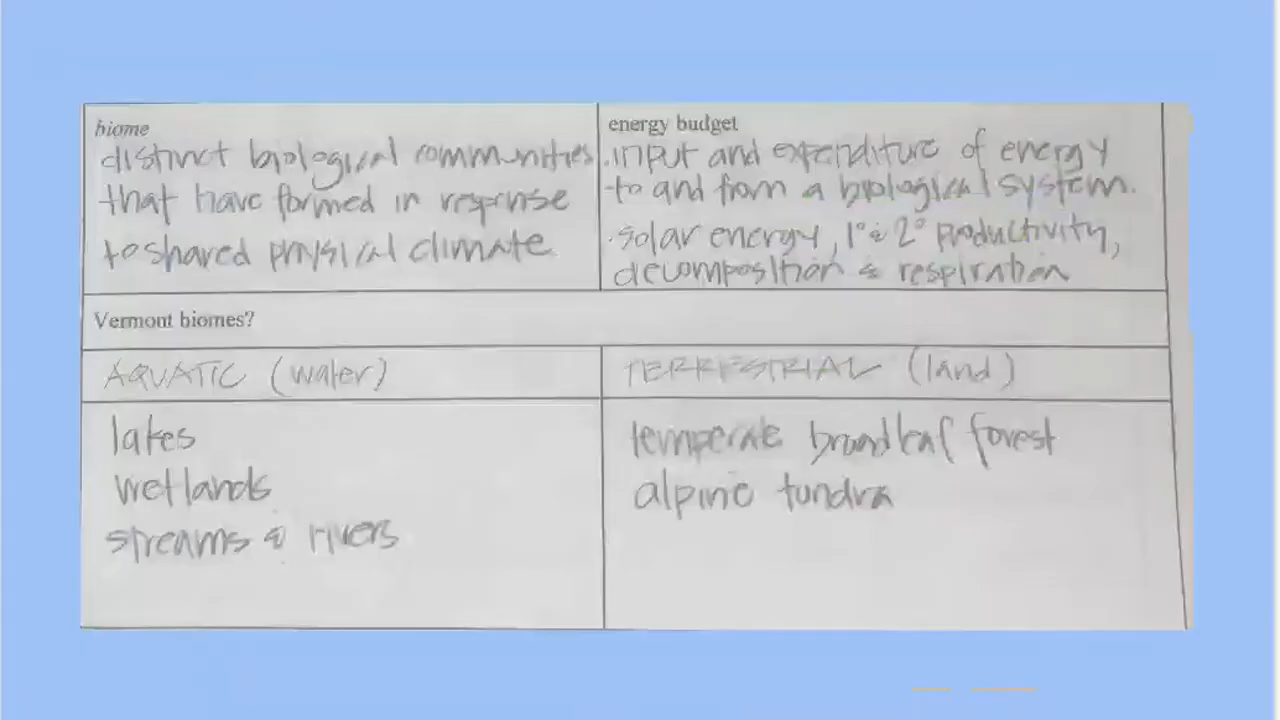 biome
distinct biological communities
that have formed in response
to shared physical climate.
energy budget
· input and expenditure of energy
to and from a biological system.
· solar energy, 1° & 2° productivity,
decomposition & respiration
Vermont biomes?
AQUATIC (water)
TERRESTRIAL (land)
lakes
wetlands
streams & rivers
temperate broadleaf forest
alpine tundra